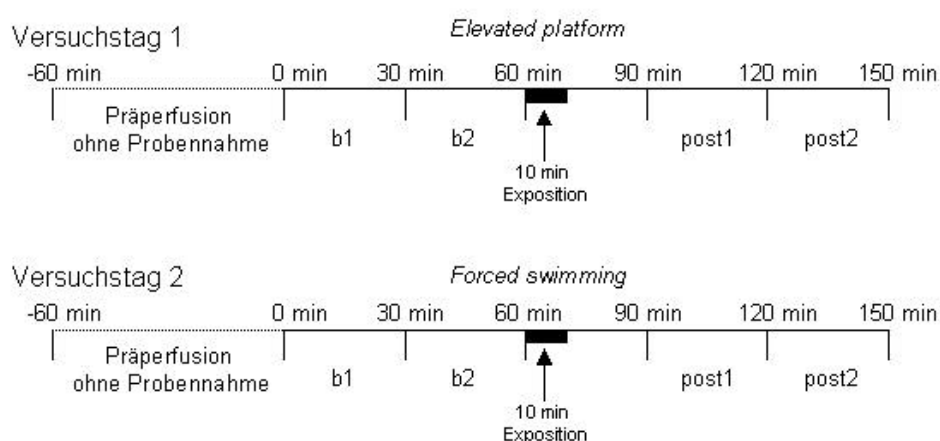 Versuchstag 1
Elevated platform
-60 min 0 min 30 min 60 min 90 min 120 min 150 min
Präperfusion
ohne Probennahme
b1 b2 post1 post2
10 min
Exposition
Versuchstag 2
Forced swimming
-60 min 0 min 30 min 60 min 90 min 120 min 150 min
Präperfusion
ohne Probennahme
b1 b2 post1 post2
10 min
Exposition